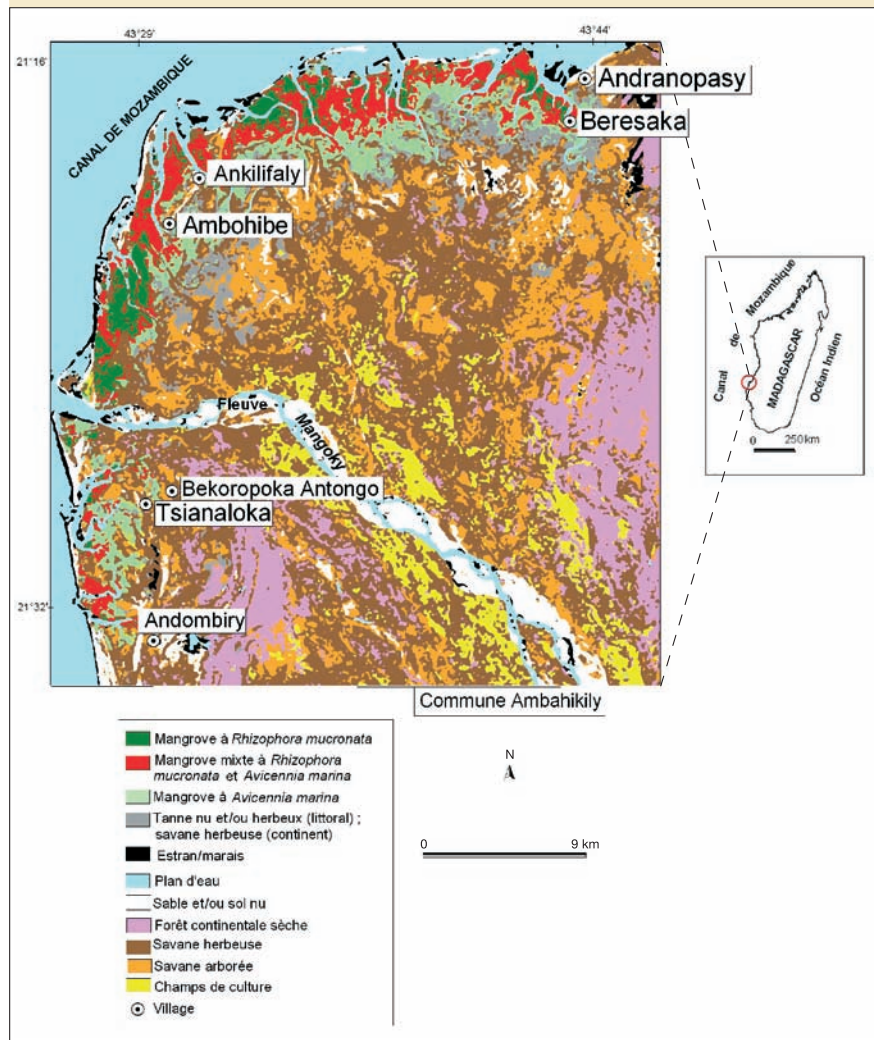 43°29
43°44
21°16
CANAL DE MOZAMBIQUE
Andranopasy
Beresaka
Ankilifaly
Ambohibe
Fleuve
Mangoky
Bekoropoka Antongo
Tsianaloka
21°32'
Andombiry
Commune Ambahikily
Canal de Mozambique
MADAGASCAR
Océan Indien
0 250 km
Mangrove à Rhizophora mucronata
Mangrove mixte à Rhizophora
mucronata et Avicennia marina
Mangrove à Avicennia marina
Tanne nu et/ou herbeux (littoral) ;
savane herbeuse (continent)
Estran/marais
Plan d'eau
Sable et/ou sol nu
Forêt continentale sèche
Savane herbeuse
Savane arborée
Champs de culture
Village
N
0 9 km